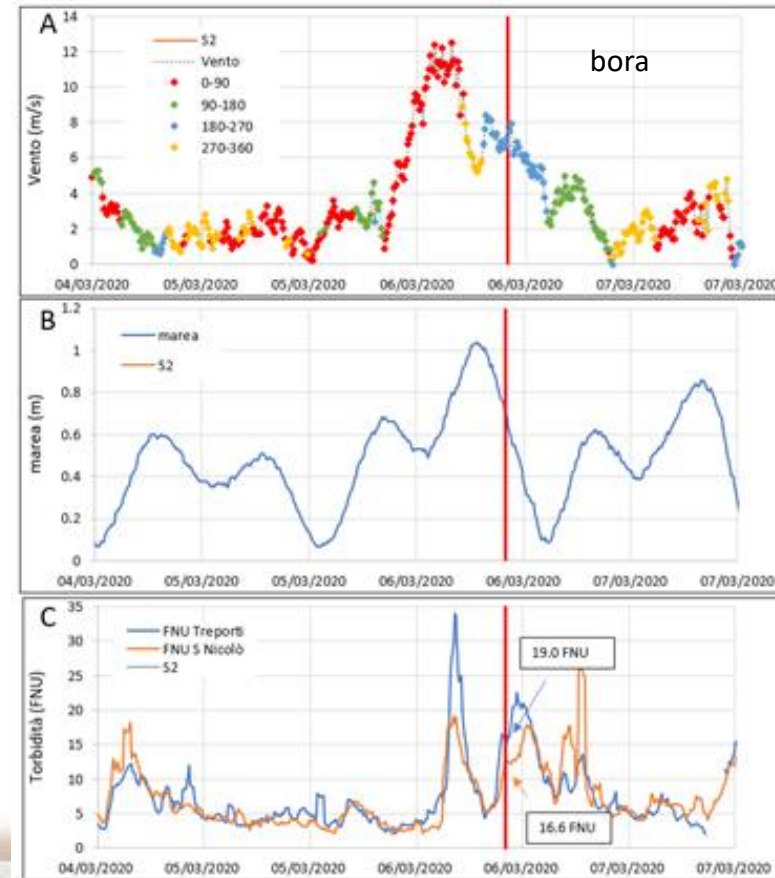 A
bora
14
12
10
8
6
4
2
0
Vento (m/s)
S2
Vento
0-90
90-180
180-270
270-360
04/03/2020 05/03/2020 05/03/2020 06/03/2020 06/03/2020 07/03/2020 07/03/2020
B
1.2
1
0.8
0.6
0.4
0.2
0
marea (m)
marea
S2
04/03/2020 05/03/2020 05/03/2020 06/03/2020 06/03/2020 07/03/2020 07/03/2020
C
35
30
25
20
15
10
5
0
Torbidità (FNU)
FNU Treporti
FNU S Nicolò
S2
19.0 FNU
16.6 FNU
04/03/2020 05/03/2020 05/03/2020 06/03/2020 06/03/2020 07/03/2020 07/03/2020